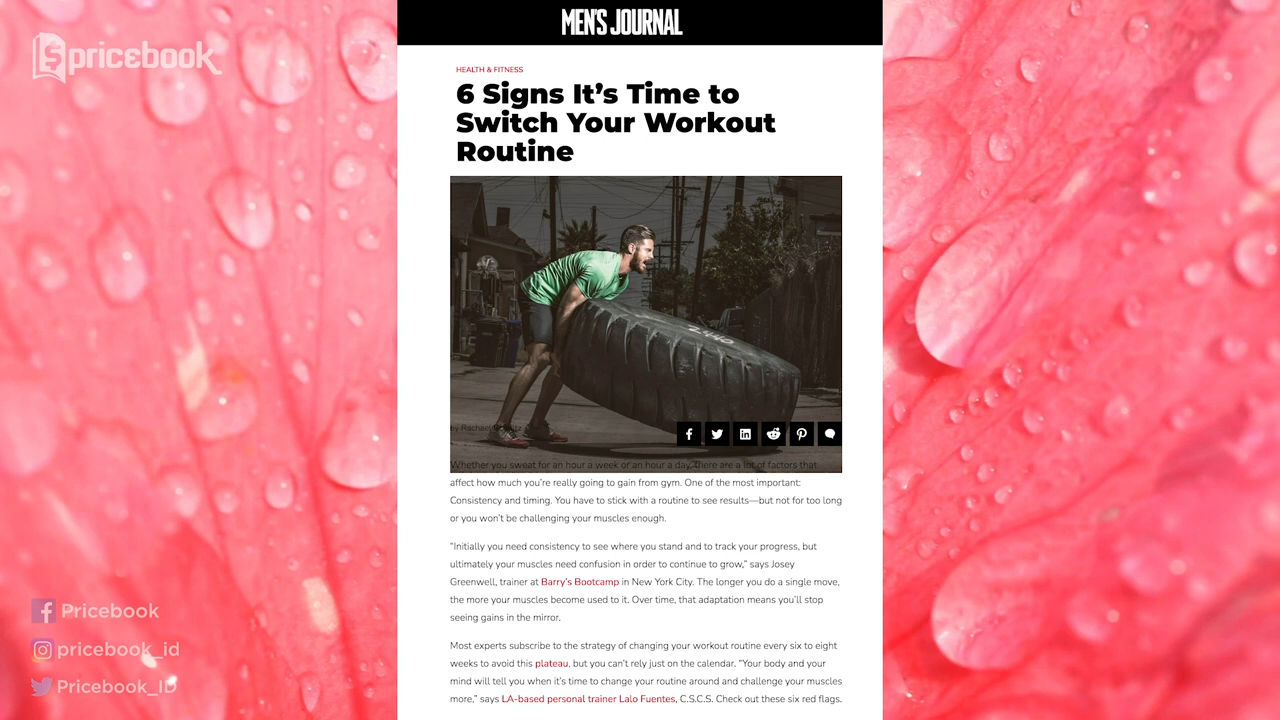 pricebook
MEN'S JOURNAL
HEALTH & FITNESS
6 Signs It's Time to
Switch Your Workout
Routine
by Rachael
Whether you sweat for an hour a week or an hour a day, there are a lot of factors that
affect how much you're really going to gain from gym. One of the most important:
Consistency and timing. You have to stick with a routine to see results—but not for too long
or you won't be challenging your muscles enough.
"Initially you need consistency to see where you stand and to track your progress, but
ultimately your muscles need confusion in order to continue to grow," says Josey
Greenwell, trainer at Barry's Bootcamp in New York City. The longer you do a single move,
the more your muscles become used to it. Over time, that adaptation means you'll stop
seeing gains in the mirror.
Most experts subscribe to the strategy of changing your workout routine every six to eight
weeks to avoid this plateau, but you can't rely just on the calendar. "Your body and your
mind will tell you when it's time to change your routine around and challenge your muscles
more," says LA-based personal trainer Lalo Fuentes, C.S.C.S. Check out these six red flags.
Pricebook
pricebook_id
Pricebook_ID